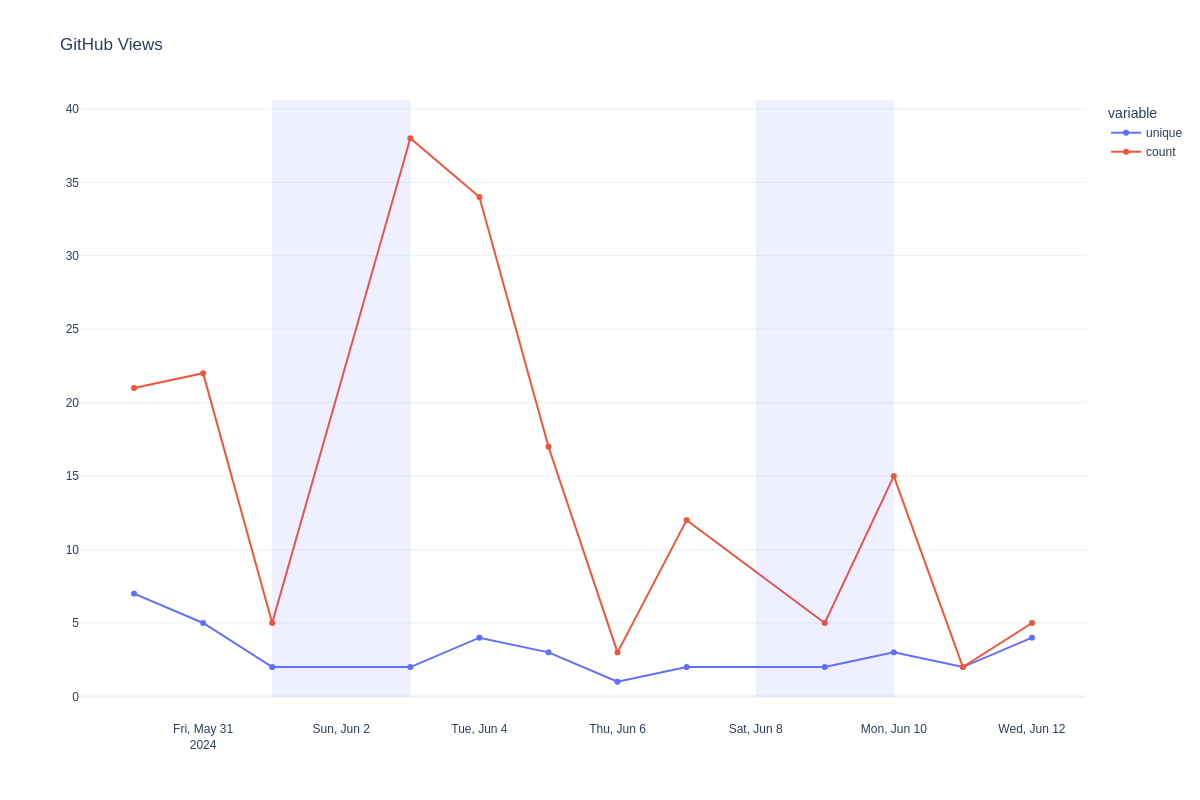 GitHub Views
40
35
30
25
20
15
10
5
0
Fri, May 31
2024
Sun, Jun 2
Tue, Jun 4
Thu, Jun 6
Sat, Jun 8
Mon, Jun 10
Wed, Jun 12
variable
unique
count